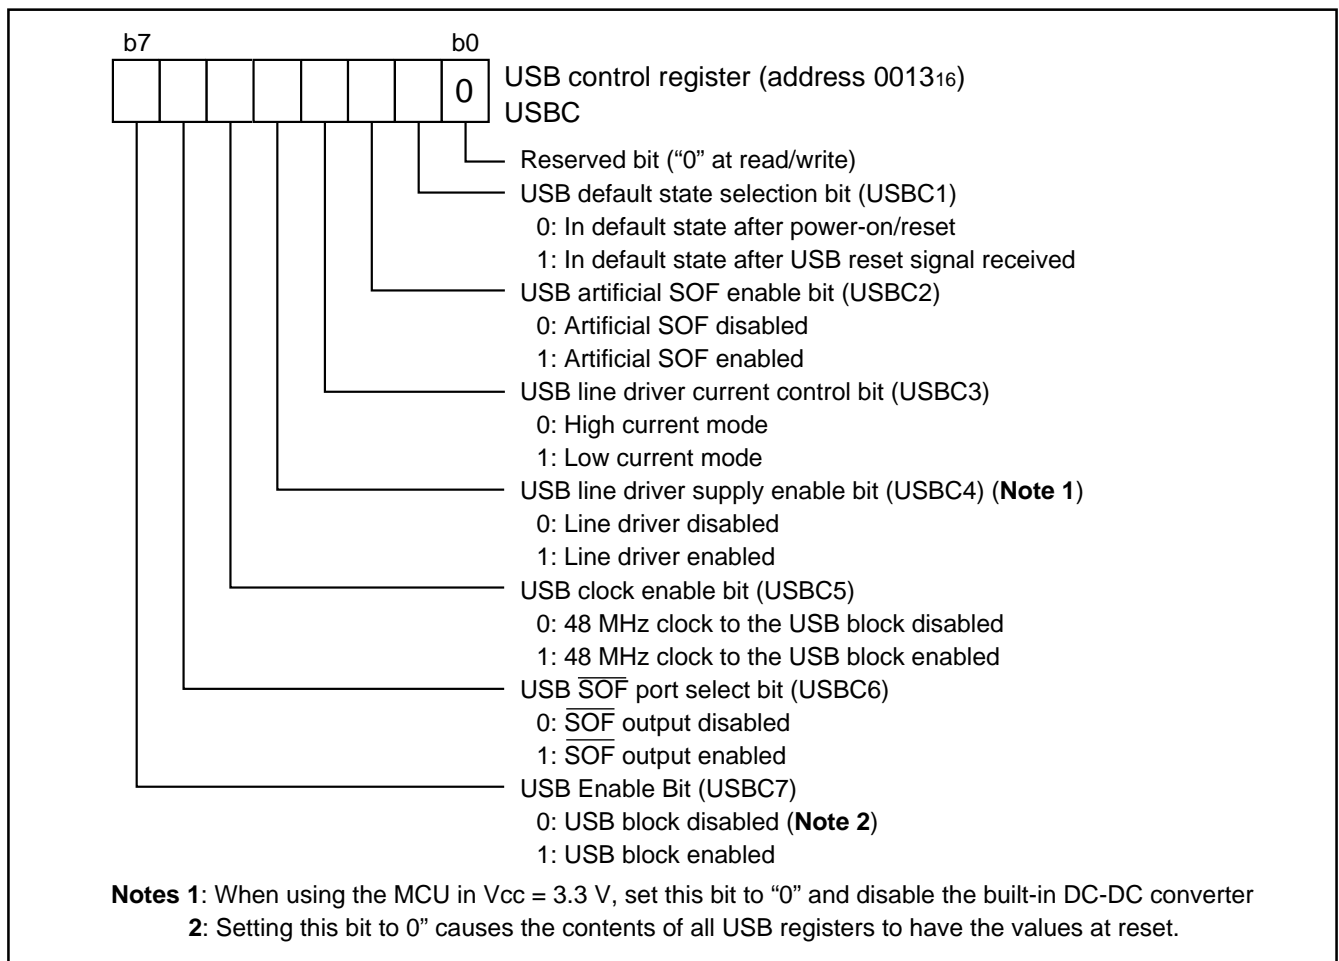 b7 b0
0 USB control register (address 0013₁₆)
USBC
Reserved bit (“0” at read/write)
USB default state selection bit (USBC1)
0: In default state after power-on/reset
1: In default state after USB reset signal received
USB artificial SOF enable bit (USBC2)
0: Artificial SOF disabled
1: Artificial SOF enabled
USB line driver current control bit (USBC3)
0: High current mode
1: Low current mode
USB line driver supply enable bit (USBC4) (Note 1)
0: Line driver disabled
1: Line driver enabled
USB clock enable bit (USBC5)
0: 48 MHz clock to the USB block disabled
1: 48 MHz clock to the USB block enabled
USB S̅O̅F̅ port select bit (USBC6)
0: S̅O̅F̅ output disabled
1: S̅O̅F̅ output enabled
USB Enable Bit (USBC7)
0: USB block disabled (Note 2)
1: USB block enabled
Notes 1: When using the MCU in Vcc = 3.3 V, set this bit to “0” and disable the built-in DC-DC converter
2: Setting this bit to 0” causes the contents of all USB registers to have the values at reset.